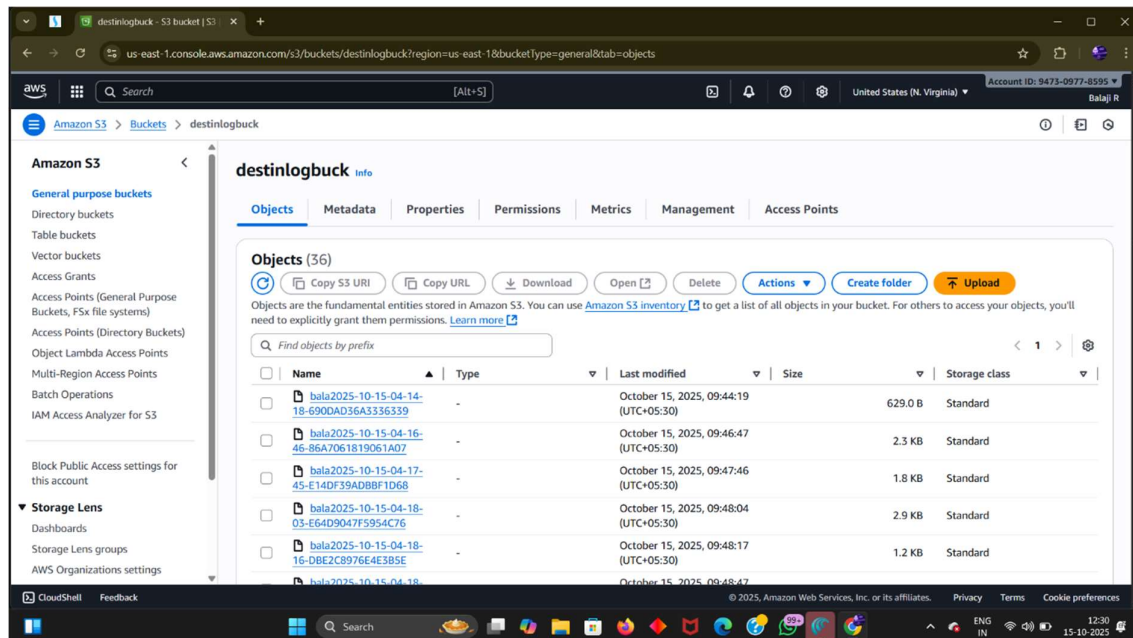 destinlogbuck - S3 bucket | S3
us-east-1.console.aws.amazon.com/s3/buckets/destinlogbuck?region=us-east-1&bucketType=general&tab=objects
aws
Search [Alt+S]
United States (N. Virginia) ▼
Account ID: 9473-0977-8595 ▼
Balaji R
Amazon S3 > Buckets > destinlogbuck
Amazon S3
General purpose buckets
Directory buckets
Table buckets
Vector buckets
Access Grants
Access Points (General Purpose
Buckets, FSx file systems)
Access Points (Directory Buckets)
Object Lambda Access Points
Multi-Region Access Points
Batch Operations
IAM Access Analyzer for S3
Block Public Access settings for
this account
▼ Storage Lens
Dashboards
Storage Lens groups
AWS Organizations settings
destinlogbuck Info
Objects Metadata Properties Permissions Metrics Management Access Points
Objects (36)
Copy S3 URI Copy URL Download Open Delete Actions ▼ Create folder Upload
Objects are the fundamental entities stored in Amazon S3. You can use Amazon S3 inventory to get a list of all objects in your bucket. For others to access your objects, you'll
need to explicitly grant them permissions. Learn more
Find objects by prefix
< 1 >
Name ▲ Type Last modified Size Storage class
bala2025-10-15-04-14-
18-690DAD36A3336339
-
October 15, 2025, 09:44:19
(UTC+05:30)
629.0 B
Standard
bala2025-10-15-04-16-
46-86A7061819061A07
-
October 15, 2025, 09:46:47
(UTC+05:30)
2.3 KB
Standard
bala2025-10-15-04-17-
45-E14DF39ADBBF1D68
-
October 15, 2025, 09:47:46
(UTC+05:30)
1.8 KB
Standard
bala2025-10-15-04-18-
03-E64D9047F5954C76
-
October 15, 2025, 09:48:04
(UTC+05:30)
2.9 KB
Standard
bala2025-10-15-04-18-
16-DBE2C8976E4E3B5E
-
October 15, 2025, 09:48:17
(UTC+05:30)
1.2 KB
Standard
bala2025-10-15-04-18-
October 15, 2025, 09:48:47
CloudShell Feedback
© 2025, Amazon Web Services, Inc. or its affiliates. Privacy Terms Cookie preferences
Search
99+
ENG
IN
12:30
15-10-2025